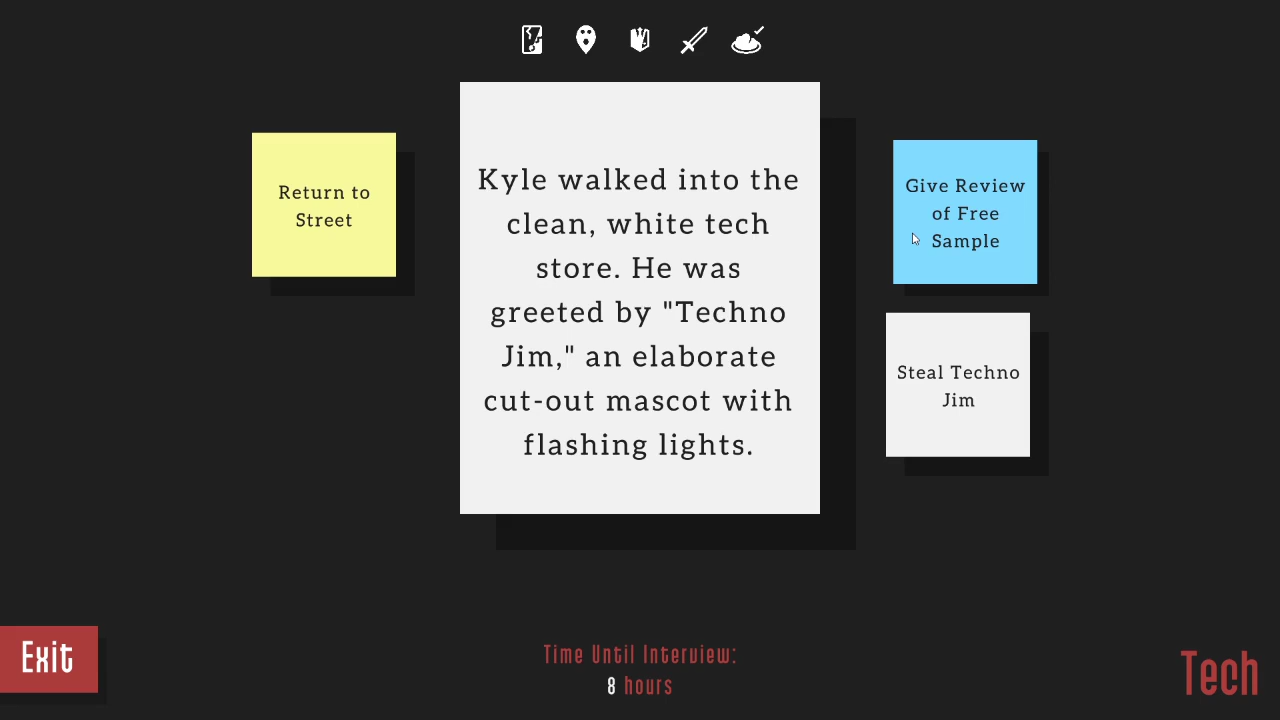 Return to
Street
Kyle walked into the
clean, white tech
store. He was
greeted by "Techno
Jim," an elaborate
cut-out mascot with
flashing lights.
Give Review
of Free
Sample
Steal Techno
Jim
Exit
Time Until Interview:
8 hours
Tech